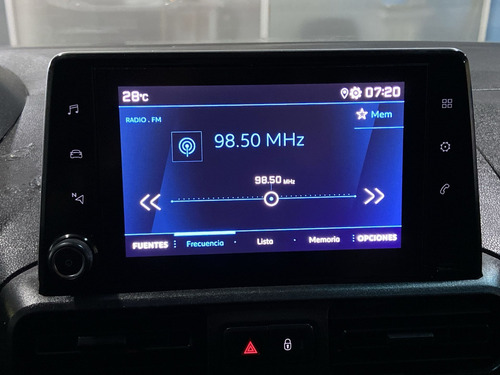 28°C 07:20
RADIO . FM
Mem
98.50 MHz
98.50 MHz
N
FUENTES Frecuencia Lista Memoria OPCIONES